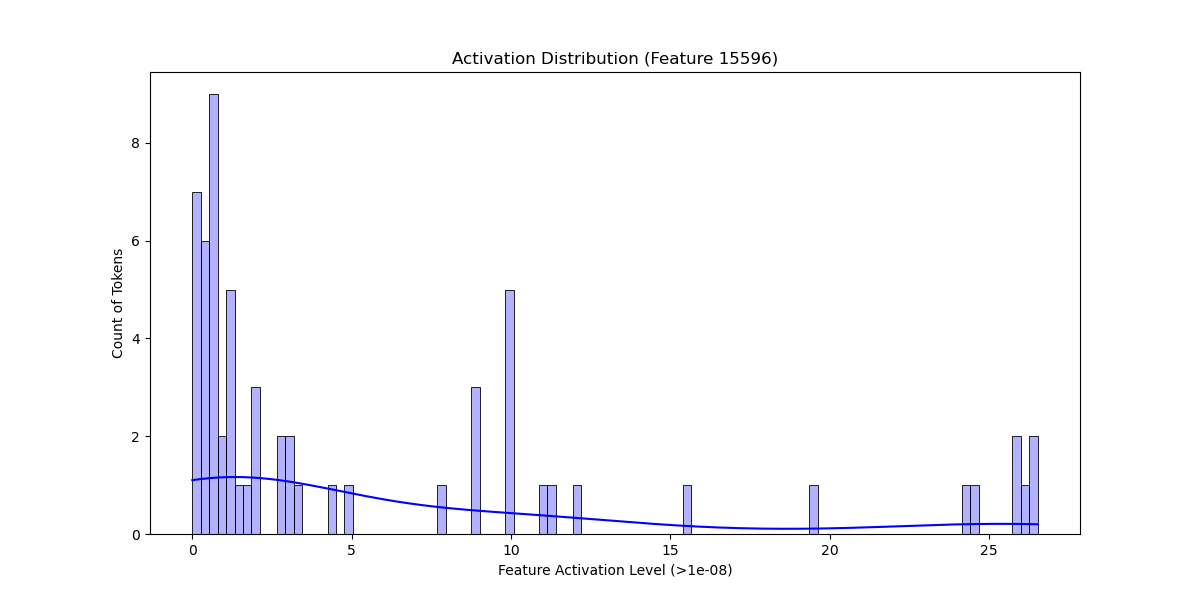 Activation Distribution (Feature 15596)
Count of Tokens
8
6
4
2
0
0 5 10 15 20 25
Feature Activation Level (>1e-08)